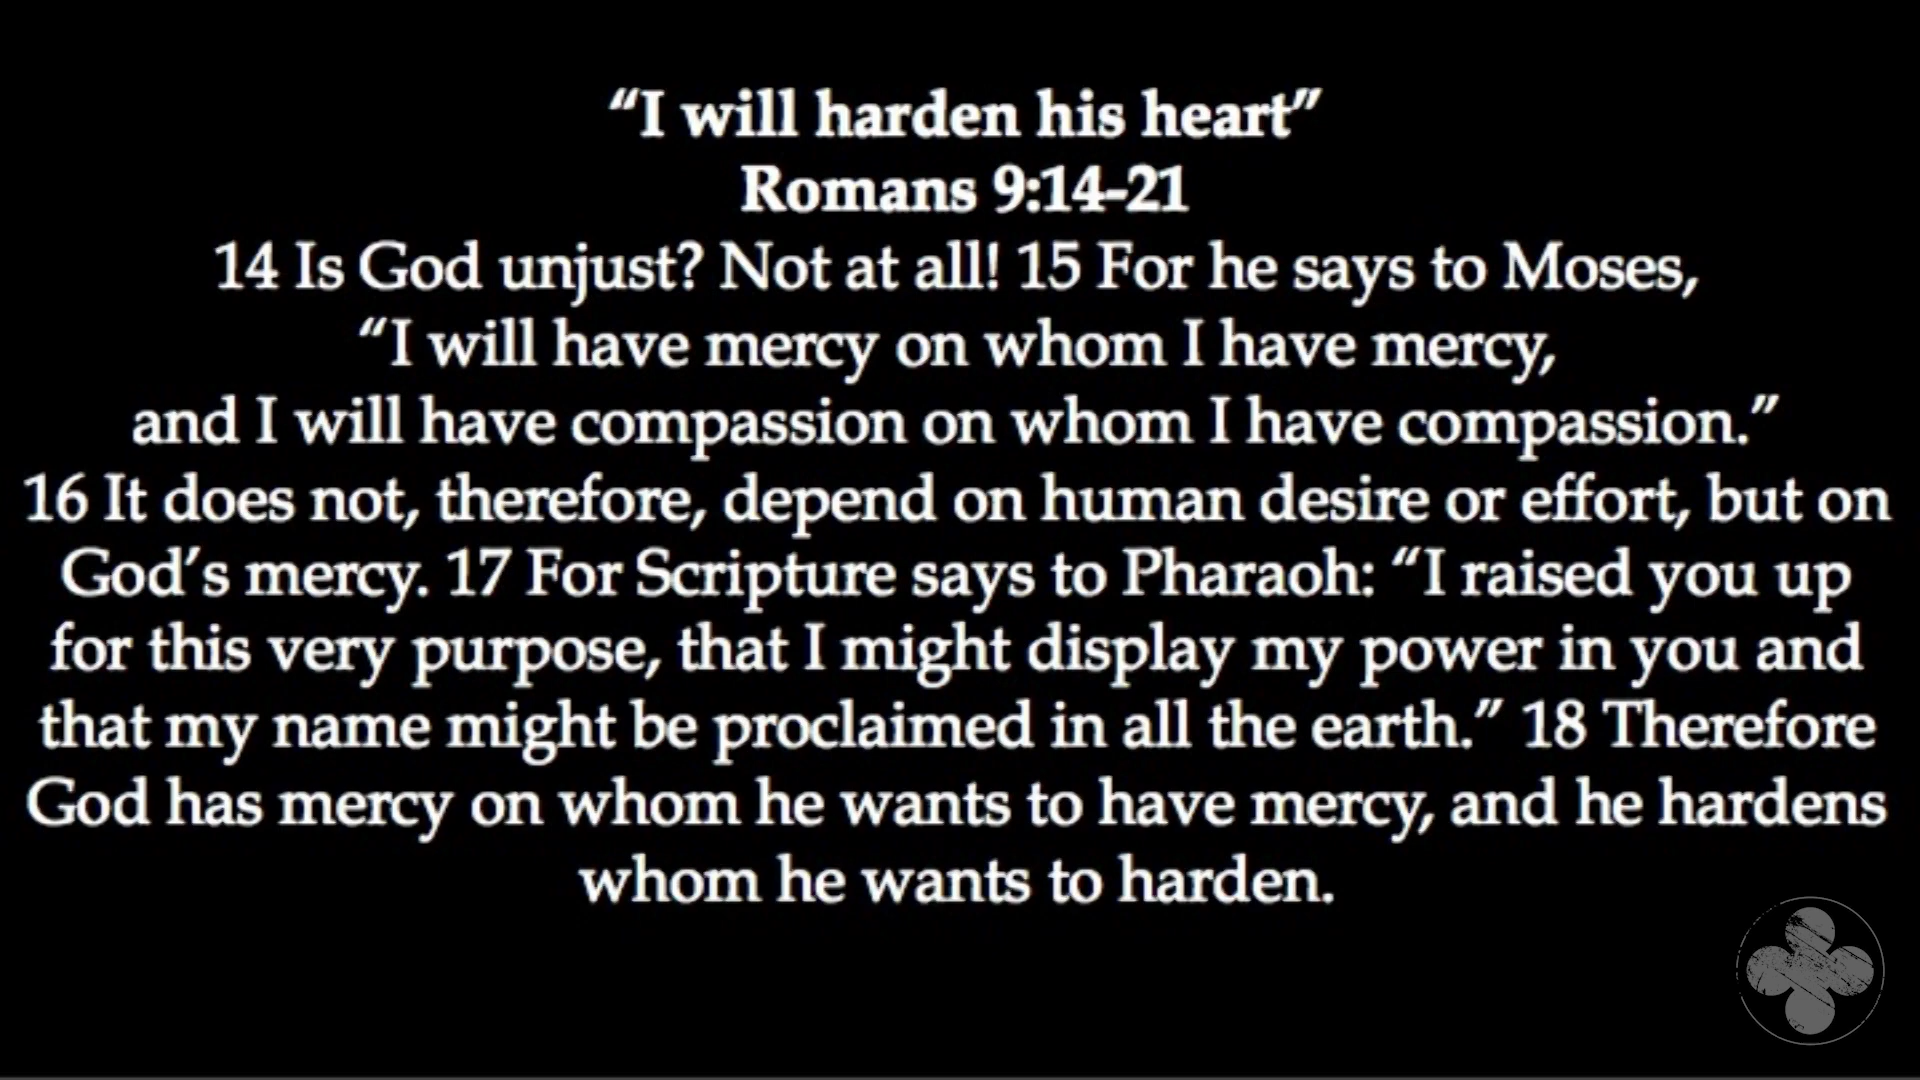 “I will harden his heart”
Romans 9:14-21
14 Is God unjust? Not at all! 15 For he says to Moses,
“I will have mercy on whom I have mercy,
and I will have compassion on whom I have compassion.”
16 It does not, therefore, depend on human desire or effort, but on
God’s mercy. 17 For Scripture says to Pharaoh: “I raised you up
for this very purpose, that I might display my power in you and
that my name might be proclaimed in all the earth.” 18 Therefore
God has mercy on whom he wants to have mercy, and he hardens
whom he wants to harden.